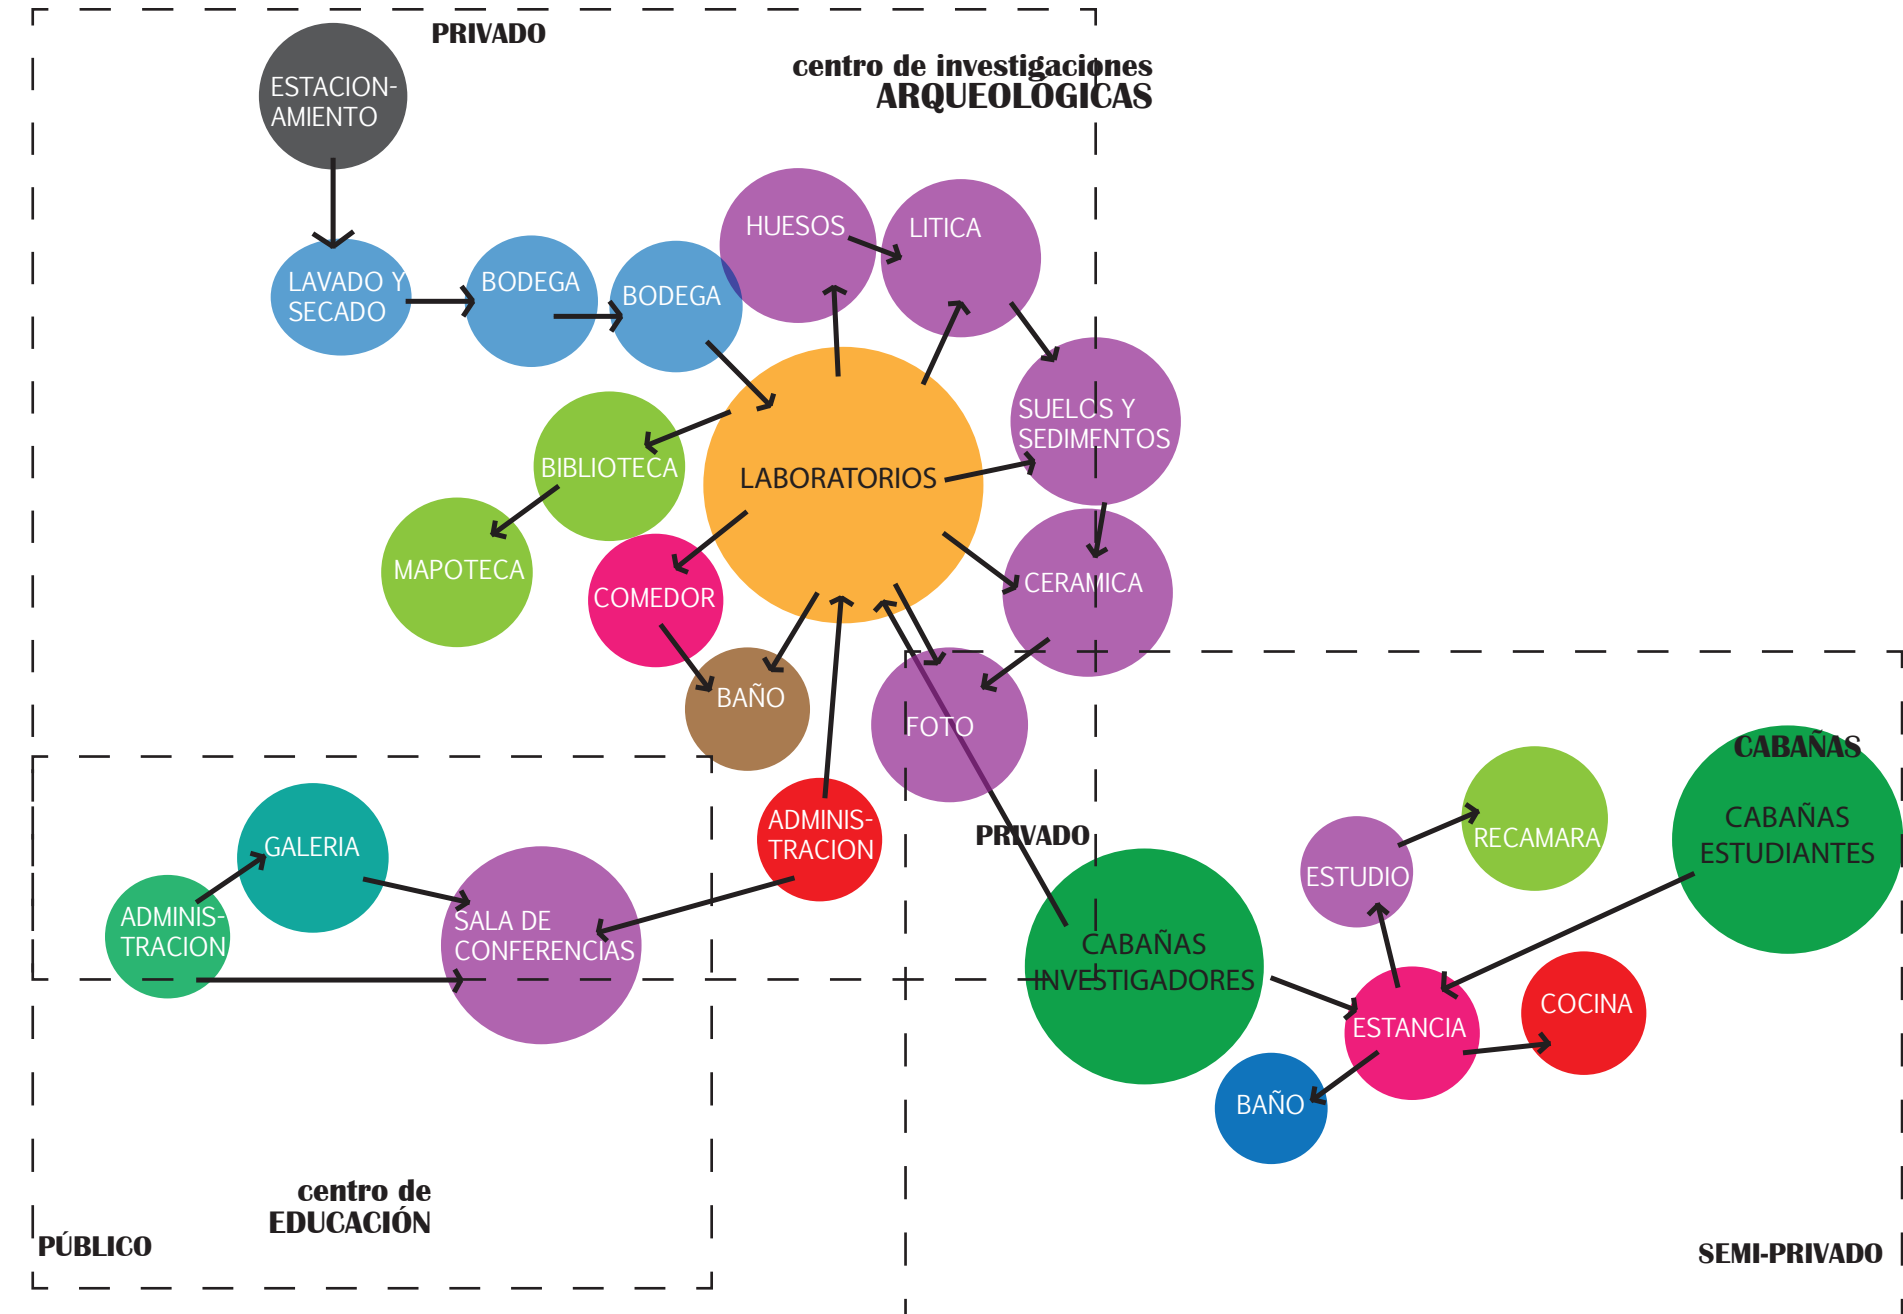 PRIVADO
centro de investigaciones
ARQUEOLÓGICAS
ESTACION-
AMIENTO
HUESOS
LITICA
LAVADO Y
SECADO
BODEGA
BODEGA
SUELOS Y
SEDIMENTOS
BIBLIOTECA
LABORATORIOS
MAPOTECA
COMEDOR
CERAMICA
BAÑO
FOTO
CABAÑAS
CABAÑAS
ESTUDIANTES
ADMINIS-
TRACION
PRIVADO
RECAMARA
GALERIA
ESTUDIO
ADMINIS-
TRACION
SALA DE
CONFERENCIAS
CABAÑAS
INVESTIGADORES
COCINA
ESTANCIA
BAÑO
centro de
EDUCACIÓN
PÚBLICO
SEMI-PRIVADO